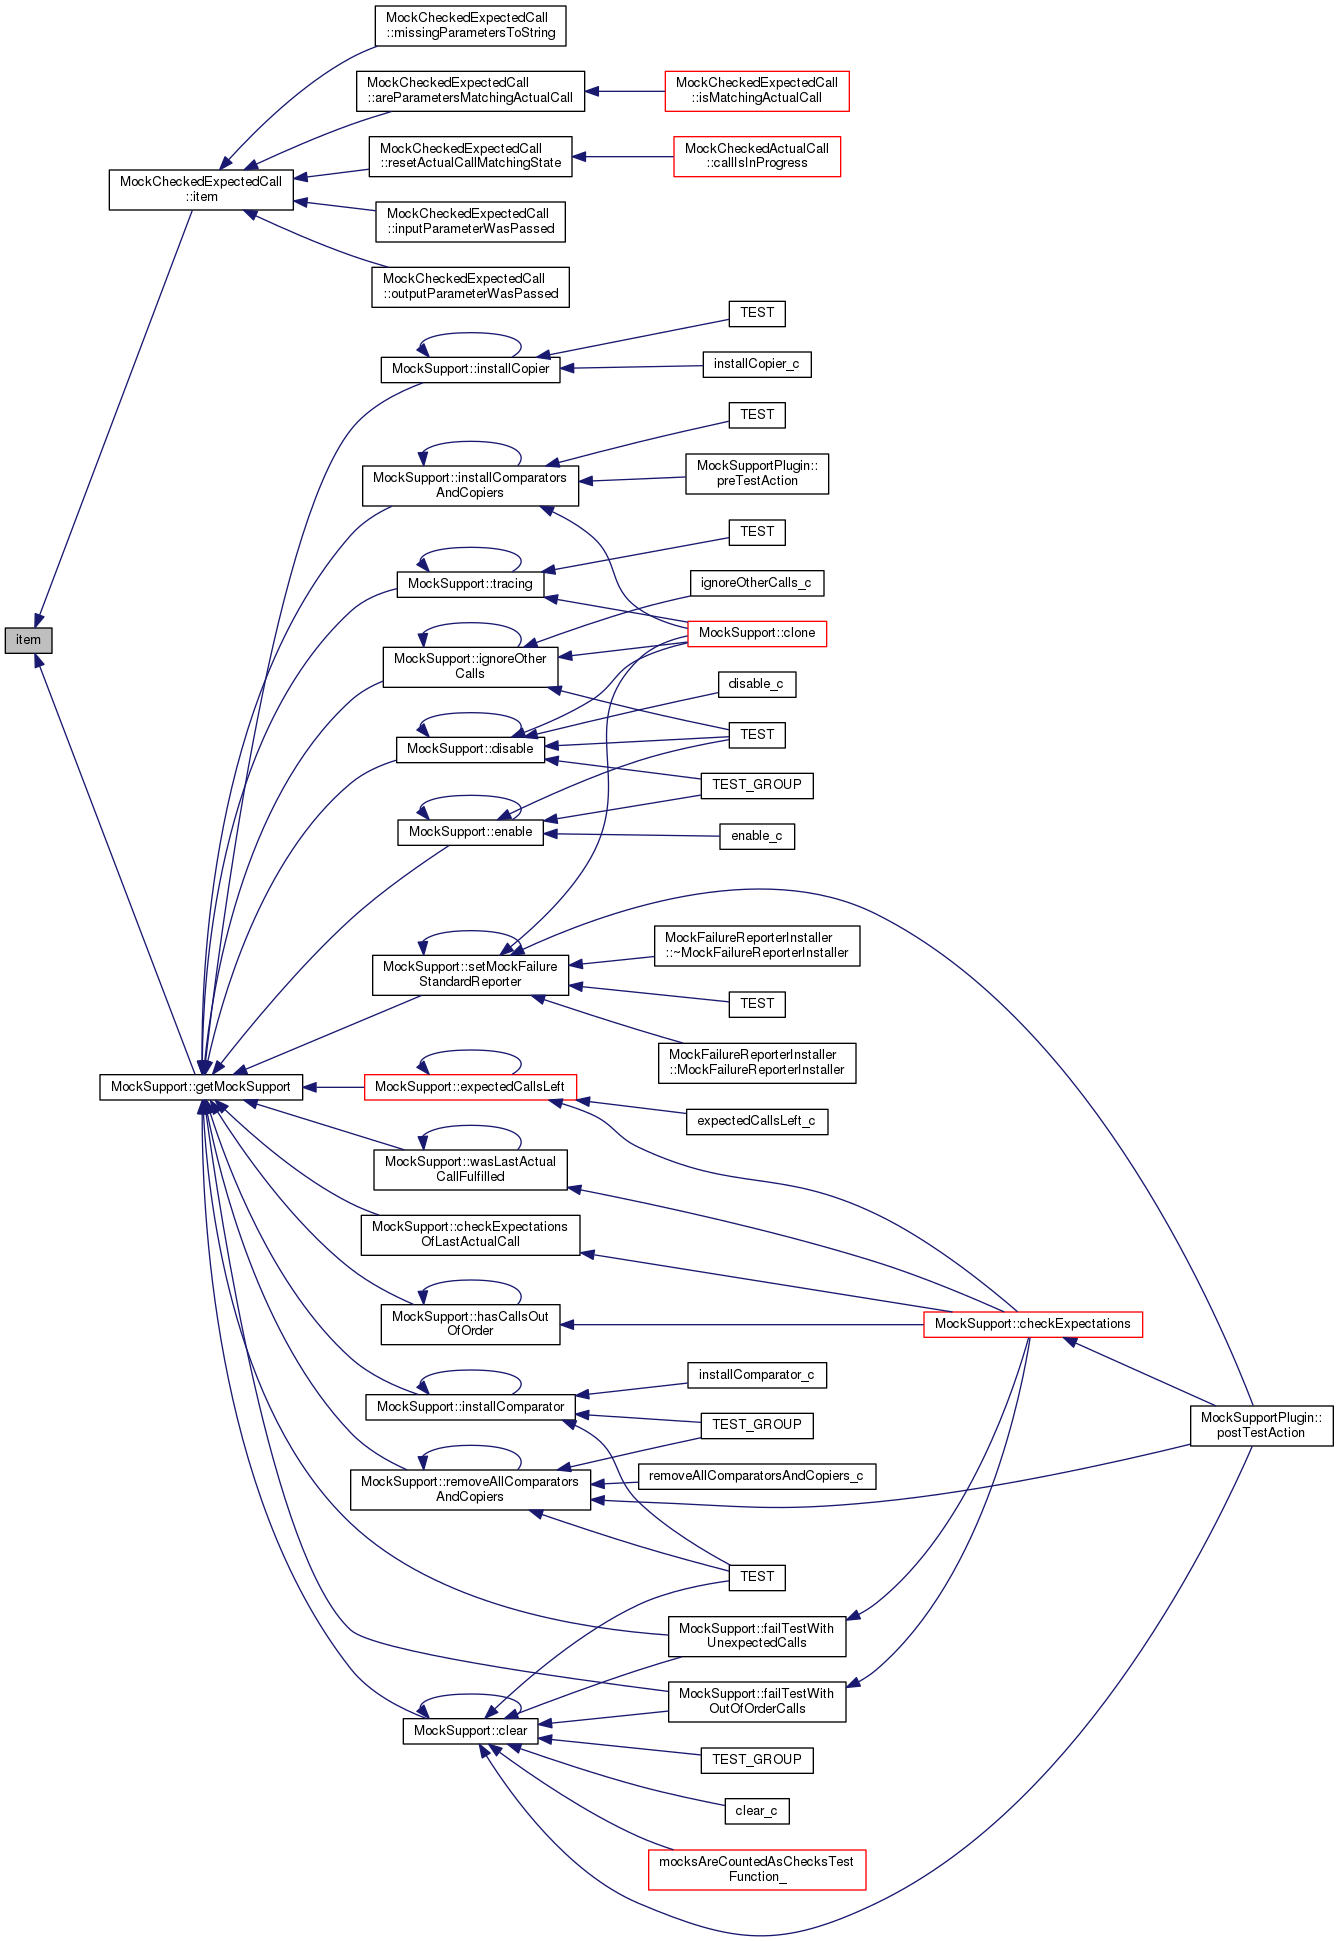 MockCheckedExpectedCall
::missingParametersToString
MockCheckedExpectedCall
::areParametersMatchingActualCall
MockCheckedExpectedCall
::isMatchingActualCall
MockCheckedExpectedCall
::resetActualCallMatchingState
MockCheckedActualCall
::callIsInProgress
MockCheckedExpectedCall
::item
MockCheckedExpectedCall
::inputParameterWasPassed
MockCheckedExpectedCall
::outputParameterWasPassed
TEST
MockSupport::installCopier
installCopier_c
TEST
MockSupport::installComparators
AndCopiers
MockSupportPlugin::
preTestAction
TEST
MockSupport::tracing
ignoreOtherCalls_c
item
MockSupport::clone
MockSupport::ignoreOther
Calls
disable_c
MockSupport::disable
TEST
TEST_GROUP
MockSupport::enable
enable_c
MockFailureReporterInstaller
::~MockFailureReporterInstaller
MockSupport::setMockFailure
StandardReporter
TEST
MockFailureReporterInstaller
::MockFailureReporterInstaller
MockSupport::getMockSupport
MockSupport::expectedCallsLeft
expectedCallsLeft_c
MockSupport::wasLastActual
CallFulfilled
MockSupport::checkExpectations
OfLastActualCall
MockSupport::hasCallsOut
OfOrder
MockSupport::checkExpectations
installComparator_c
MockSupport::installComparator
TEST_GROUP
MockSupportPlugin::
postTestAction
MockSupport::removeAllComparators
AndCopiers
removeAllComparatorsAndCopiers_c
TEST
MockSupport::failTestWith
UnexpectedCalls
MockSupport::failTestWith
OutOfOrderCalls
MockSupport::clear
TEST_GROUP
clear_c
mocksAreCountedAsChecksTest
Function_